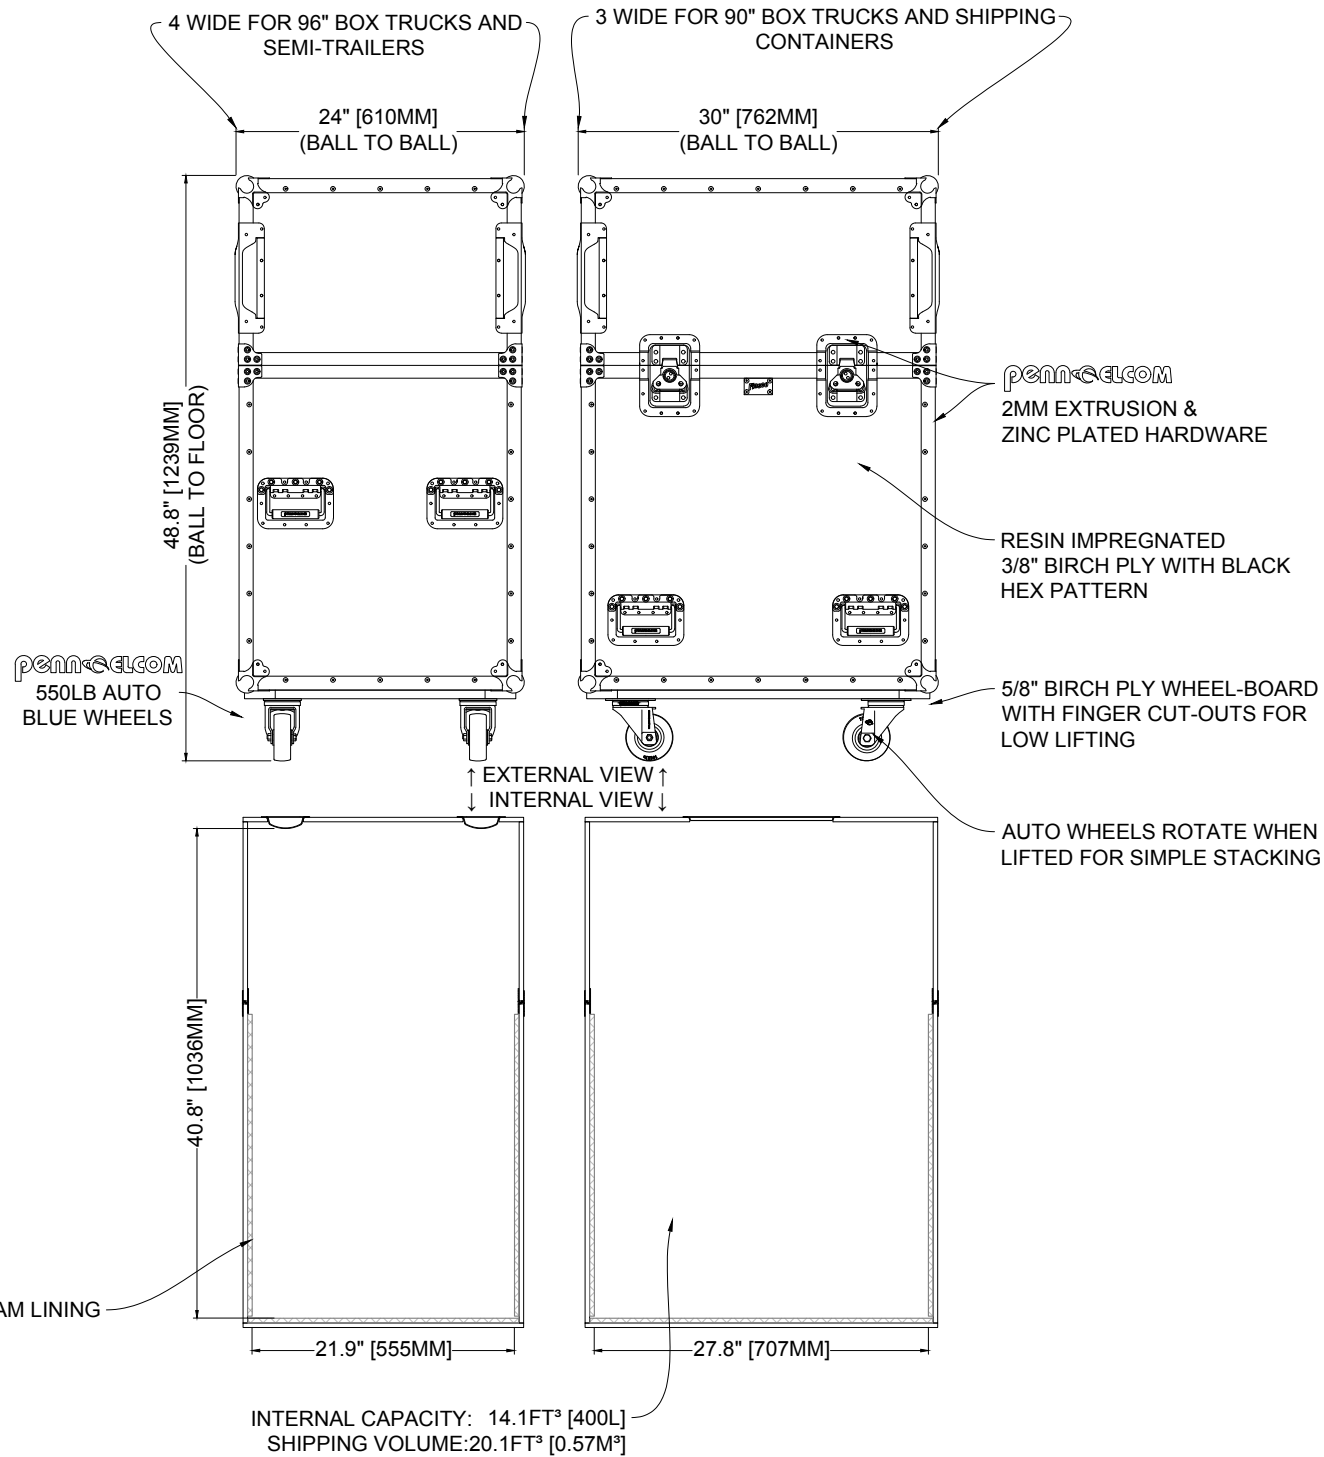 4 WIDE FOR 96" BOX TRUCKS AND
SEMI-TRAILERS
3 WIDE FOR 90" BOX TRUCKS AND SHIPPING
CONTAINERS
24" [610MM]
(BALL TO BALL)
30" [762MM]
(BALL TO BALL)
48.8" [1239MM]
(BALL TO FLOOR)
PENN ELCOM
2MM EXTRUSION &
ZINC PLATED HARDWARE
RESIN IMPREGNATED
3/8" BIRCH PLY WITH BLACK
HEX PATTERN
PENN ELCOM
550LB AUTO
BLUE WHEELS
5/8" BIRCH PLY WHEEL-BOARD
WITH FINGER CUT-OUTS FOR
LOW LIFTING
↑ EXTERNAL VIEW ↑
↓ INTERNAL VIEW ↓
AUTO WHEELS ROTATE WHEN
LIFTED FOR SIMPLE STACKING
40.8" [1036MM]
AM LINING
21.9" [555MM]
27.8" [707MM]
INTERNAL CAPACITY: 14.1FT³ [400L]
SHIPPING VOLUME:20.1FT³ [0.57M³]